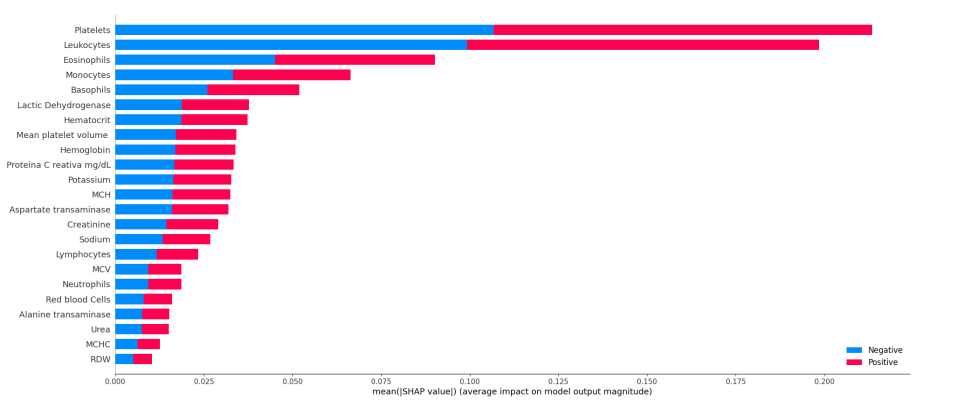 Platelets
Leukocytes
Eosinophils
Monocytes
Basophils
Lactic Dehydrogenase
Hematocrit
Mean platelet volume
Hemoglobin
Proteina C reativa mg/dL
Potassium
MCH
Aspartate transaminase
Creatinine
Sodium
Lymphocytes
MCV
Neutrophils
Red blood Cells
Alanine transaminase
Urea
MCHC
RDW
Negative
Positive
0.000 0.025 0.050 0.075 0.100 0.125 0.150 0.175 0.200
mean(|SHAP value|) (average impact on model output magnitude)